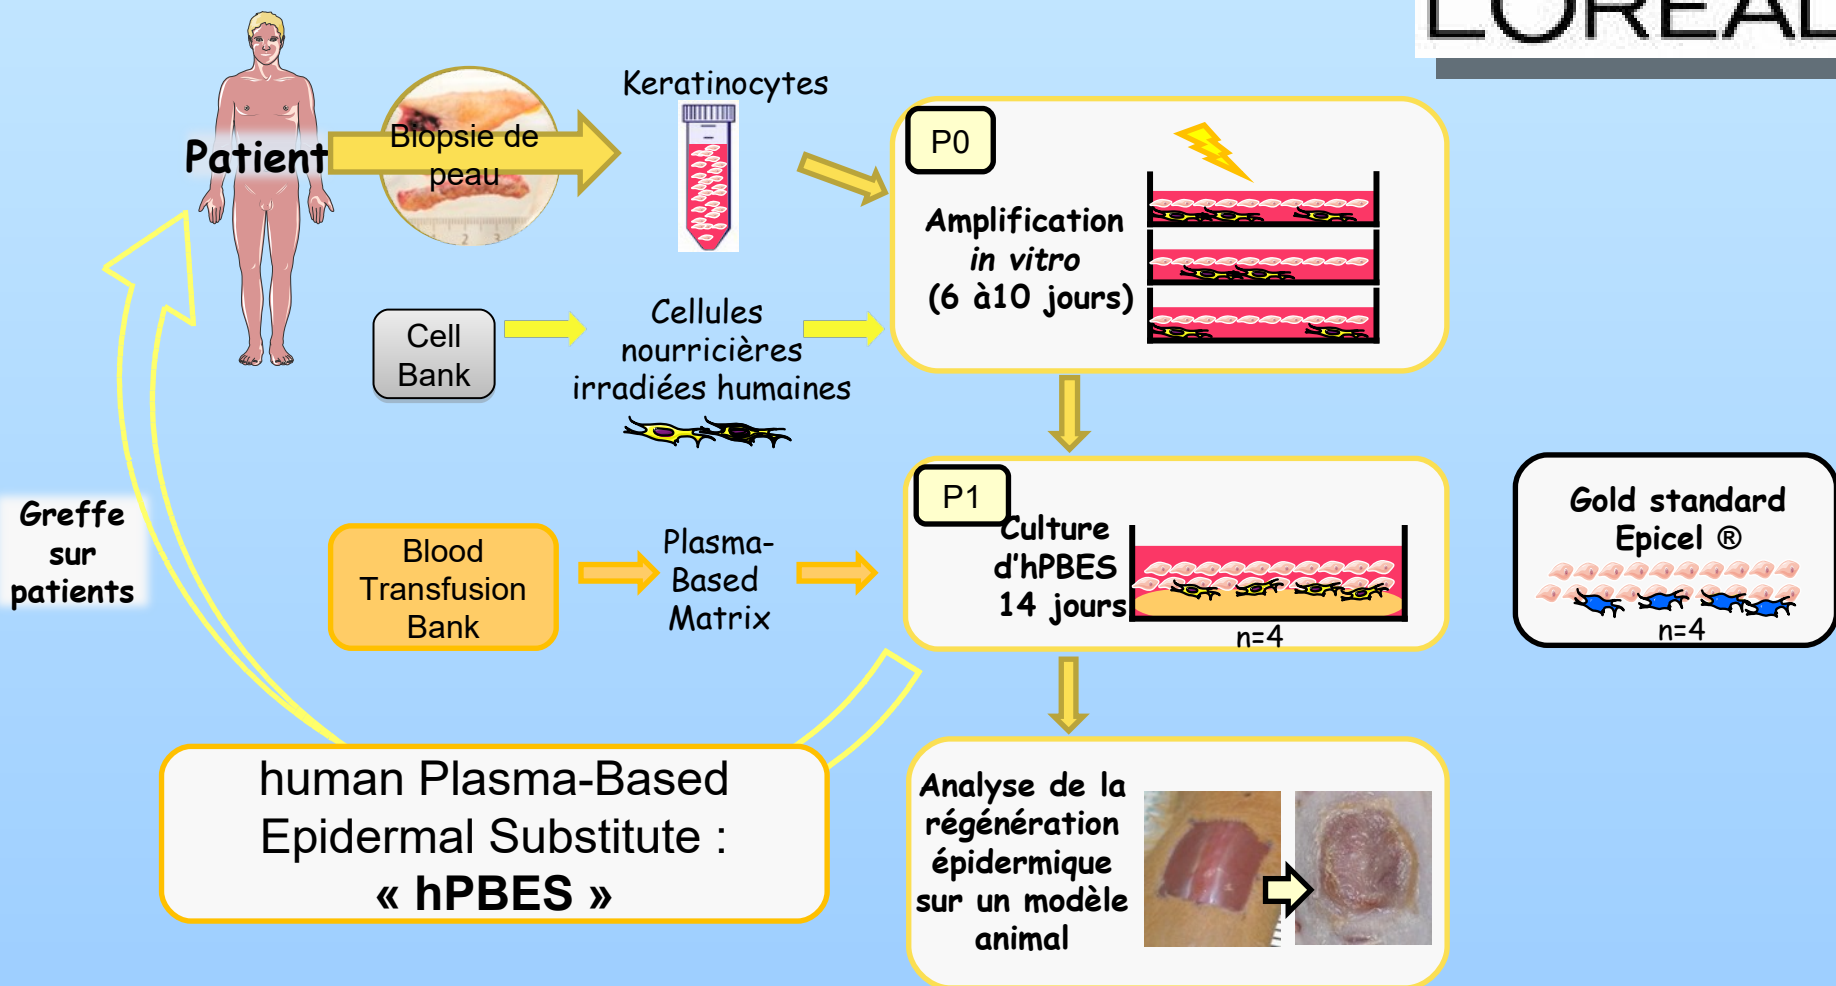 L'ORÉAL
Keratinocytes
Patient
Biopsie de
peau
P0
Amplification
in vitro
(6 à10 jours)
Cell
Bank
Cellules
nourricières
irradiées humaines
Greffe
sur
patients
Blood
Transfusion
Bank
Plasma-
Based
Matrix
P1
Culture
d'hPBES
14 jours
n=4
Gold standard
Epicel ®
n=4
human Plasma-Based
Epidermal Substitute :
« hPBES »
Analyse de la
régénération
épidermique
sur un modèle
animal